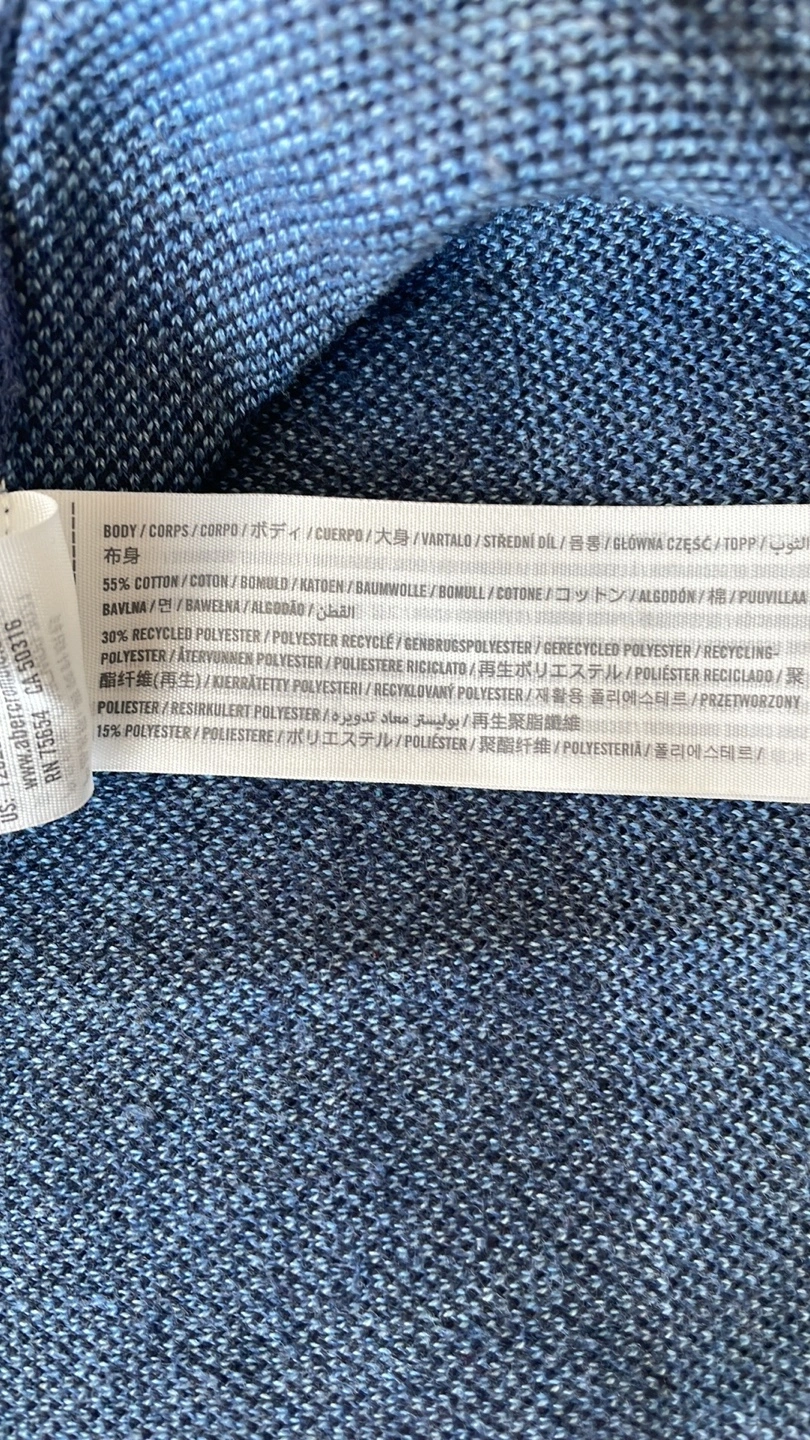 BODY / CORPS / CORPO / ボディ / CUERPO / 大身 / VARTALO / STŘEDNÍ DÍL / 몸통 / GŁÓWNA CZĘŚĆ / TOPP / الثوب
布身
55% COTTON / COTON / BOMULD / KATOEN / BAUMWOLLE / BOMULL / COTONE / コットン / ALGODÓN / 棉 / PUUVILLAA
BAVLNA / 면 / BAWEŁNA / ALGODÃO / القطن
30% RECYCLED POLYESTER / POLYESTER RECYCLÉ / GENBRUGSPOLYESTER / GERECYCLED POLYESTER / RECYCLING-
POLYESTER / ÅTERVUNNEN POLYESTER / POLIESTERE RICICLATO / 再生ポリエステル / POLIÉSTER RECICLADO / 聚
酯纤维(再生) / KIERRÄTETTY POLYESTERI / RECYKLOVANÝ POLYESTER / 재활용 폴리에스테르 / PRZETWORZONY
POLIESTER / RESIRKULERT POLYESTER / بوليستر معاد تدويره / 再生聚脂纖維
15% POLYESTER / POLIESTERE / ポリエステル / POLIÉSTER / 聚酯纤维 / POLYESTERIÄ / 폴리에스테르 /
US:
www.abercrom
RN 75654 CA 50316